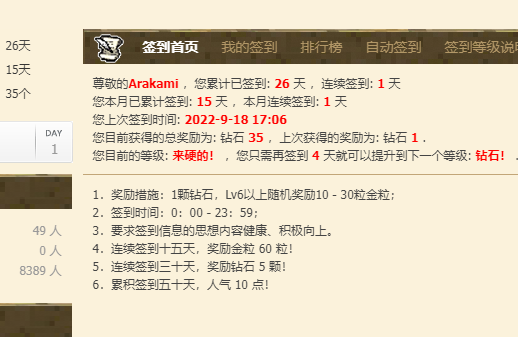 签到首页 我的签到 排行榜 自动签到 签到等级说明
26天
15天
35个
DAY
1
49 人
0 人
8389 人
尊敬的Arakami ，您累计已签到: 26 天 ，连续签到: 1 天
您本月已累计签到: 15 天 ，本月连续签到: 1 天
您上次签到时间: 2022-9-18 17:06
您目前获得的总奖励为: 钻石 35 ，上次获得的奖励为: 钻石 1 .
您目前的等级: 来硬的！ ，您只需再签到 4 天就可以提升到下一个等级: 钻石！ .
1. 奖励措施：1颗钻石，Lv6以上随机奖励10 - 30粒金粒；
2. 签到时间：0：00 - 23：59；
3. 要求签到信息的思想内容健康、积极向上。
4. 连续签到十五天，奖励金粒 60 粒！
5. 连续签到三十天，奖励钻石 5 颗！
6. 累积签到五十天，人气 10 点！